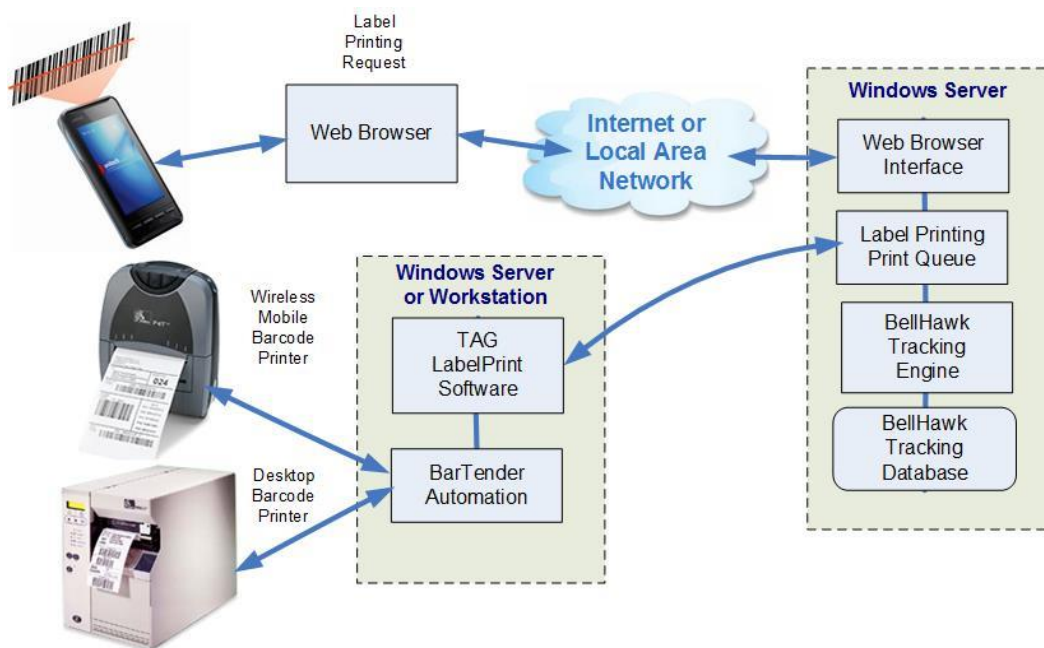 Label
Printing
Request
Web Browser
Internet or
Local Area
Network
Windows Server
Web Browser
Interface
Label Printing
Print Queue
BellHawk
Tracking
Engine
BellHawk
Tracking
Database
Windows Server
or Workstation
TAG
LabelPrint
Software
BarTender
Automation
Wireless
Mobile
Barcode
Printer
024
Desktop
Barcode
Printer